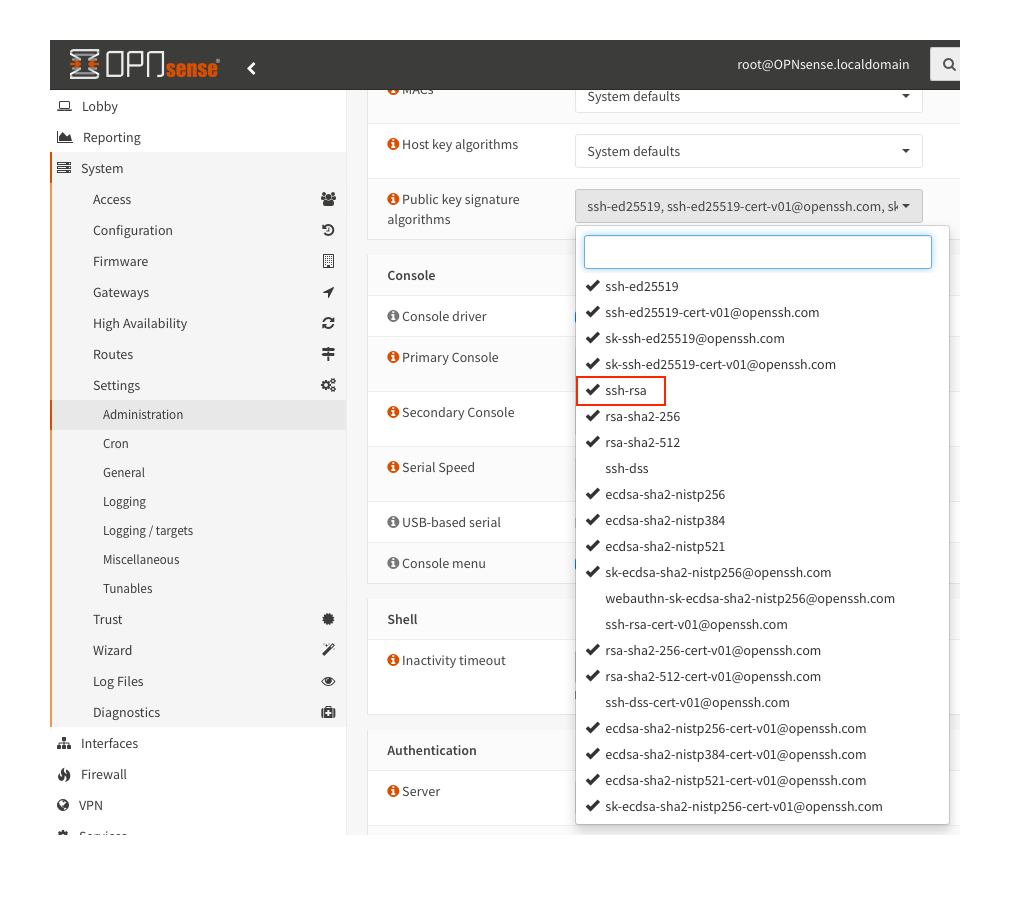 OPNsense
root@OPNsense.localdomain
Lobby
Reporting
System
Access
Configuration
Firmware
Gateways
High Availability
Routes
Settings
Administration
Cron
General
Logging
Logging / targets
Miscellaneous
Tunables
Trust
Wizard
Log Files
Diagnostics
Interfaces
Firewall
VPN
Services
MACs
System defaults
Host key algorithms
System defaults
Public key signature
algorithms
ssh-ed25519, ssh-ed25519-cert-v01@openssh.com, sk
ssh-ed25519
ssh-ed25519-cert-v01@openssh.com
sk-ssh-ed25519@openssh.com
sk-ssh-ed25519-cert-v01@openssh.com
ssh-rsa
rsa-sha2-256
rsa-sha2-512
ssh-dss
ecdsa-sha2-nistp256
ecdsa-sha2-nistp384
ecdsa-sha2-nistp521
sk-ecdsa-sha2-nistp256@openssh.com
webauthn-sk-ecdsa-sha2-nistp256@openssh.com
ssh-rsa-cert-v01@openssh.com
rsa-sha2-256-cert-v01@openssh.com
rsa-sha2-512-cert-v01@openssh.com
ssh-dss-cert-v01@openssh.com
ecdsa-sha2-nistp256-cert-v01@openssh.com
ecdsa-sha2-nistp384-cert-v01@openssh.com
ecdsa-sha2-nistp521-cert-v01@openssh.com
sk-ecdsa-sha2-nistp256-cert-v01@openssh.com
Console
Console driver
Primary Console
Secondary Console
Serial Speed
USB-based serial
Console menu
Shell
Inactivity timeout
Authentication
Server